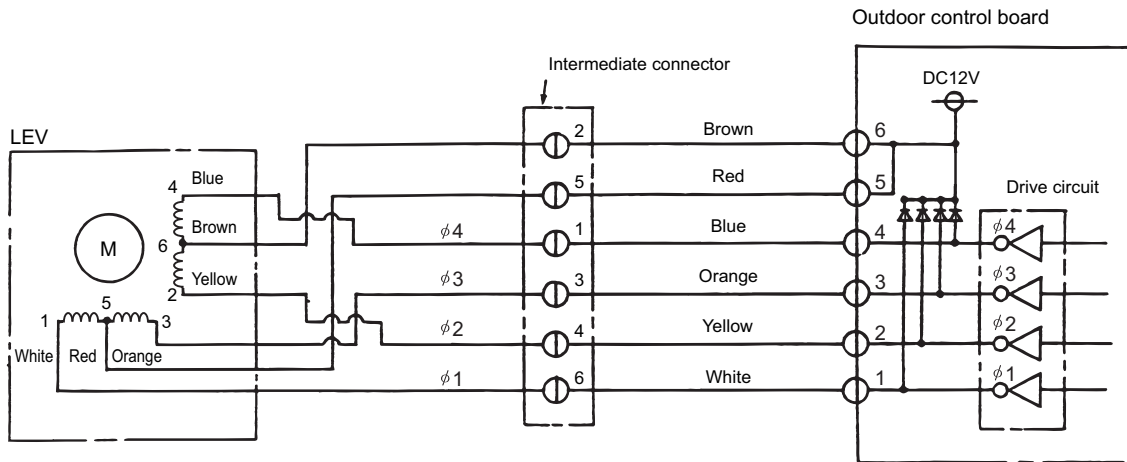 Outdoor control board
Intermediate connector
DC12V
LEV
2 Brown 6
5 Red 5
Drive circuit
4 Blue
6 Brown
ϕ4 1 Blue 4 ϕ4
2 Yellow
ϕ3 3 Orange 3 ϕ3
M
1 5 3
ϕ2 4 Yellow 2 ϕ2
White Red Orange
ϕ1 6 White 1 ϕ1